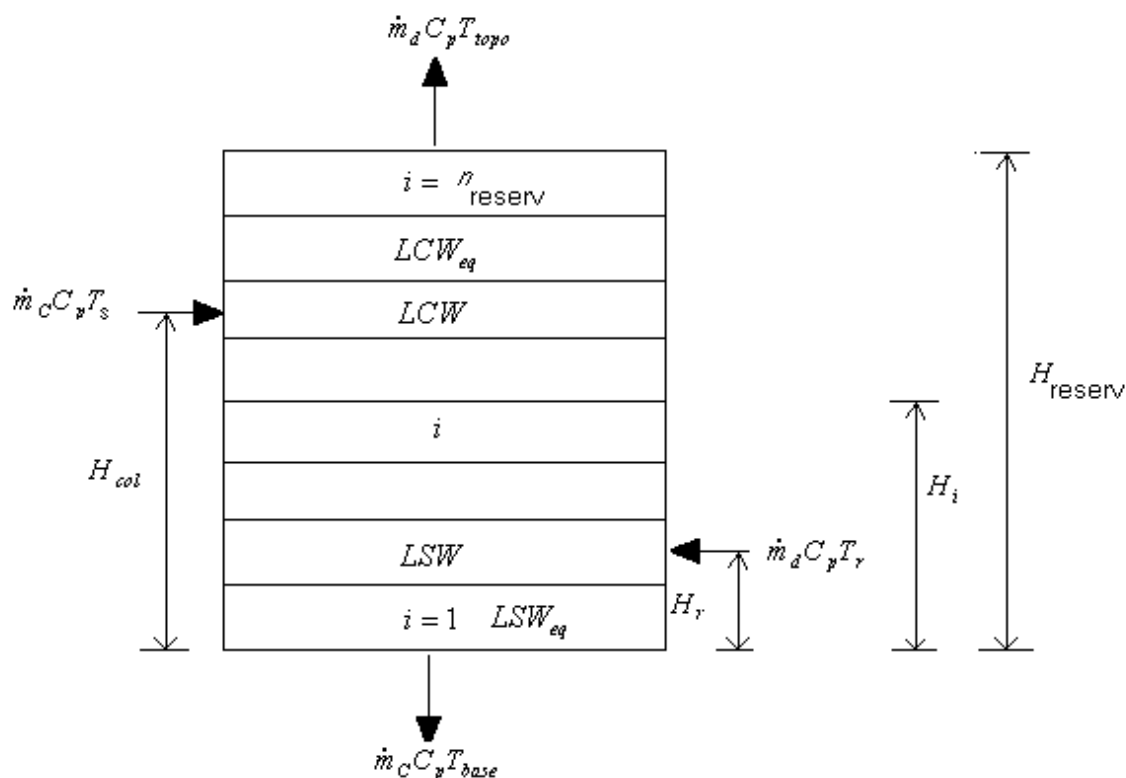 ṁ_d C_p T_topo
i = n_reserv
LCW_eq
ṁ_C C_p T_s
LCW
H_reserv
i
H_col
H_i
LSW
ṁ_d C_p T_r
H_r
i = 1 LSW_eq
ṁ_C C_p T_base